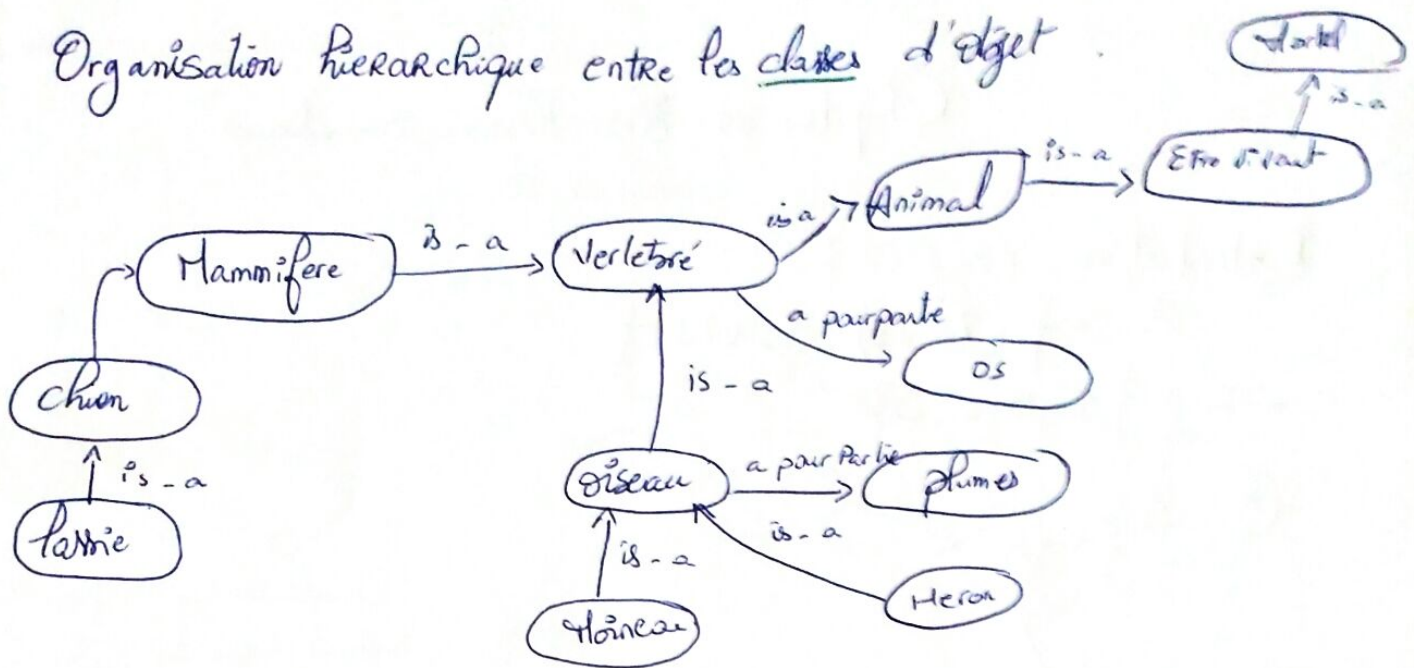 Organisation hierarchique entre les classes d'objet.
Mortel
is-a
Etre vivant
is-a
Animal
is a
Mammifere
is-a
Vertebré
a pour partie
os
is-a
Chien
is-a
Lassie
Oiseau
a pour Partie
plumes
is-a
is-a
Heron
Moineau